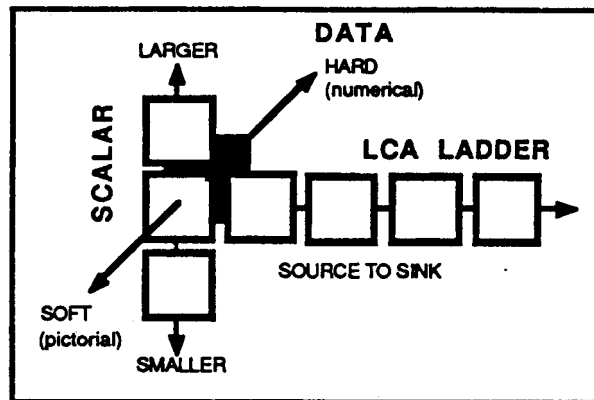 DATA
LARGER
HARD
(numerical)
SCALAR
LCA LADDER
SOURCE TO SINK
SOFT
(pictorial)
SMALLER